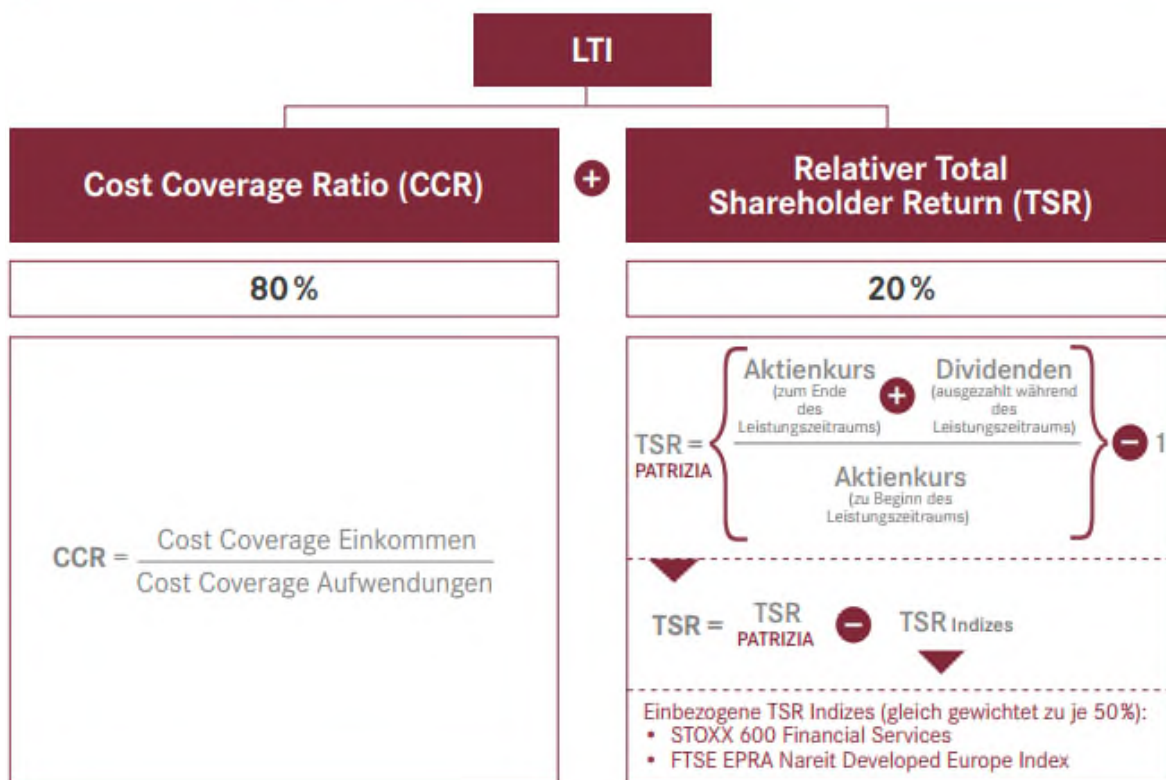 LTI
Cost Coverage Ratio (CCR)
+
Relativer Total
Shareholder Return (TSR)
80 %
20 %
CCR = Cost Coverage Einkommen
Cost Coverage Aufwendungen
Aktienkurs
(zum Ende
des
Leistungszeitraums)
+
Dividenden
(ausgezahlt während
des
Leistungszeitraums)
TSR =
PATRIZIA
− 1
Aktienkurs
(zu Beginn des
Leistungszeitraums)
TSR = TSR − TSR Indizes
PATRIZIA
Einbezogene TSR Indizes (gleich gewichtet zu je 50%):
• STOXX 600 Financial Services
• FTSE EPRA Nareit Developed Europe Index